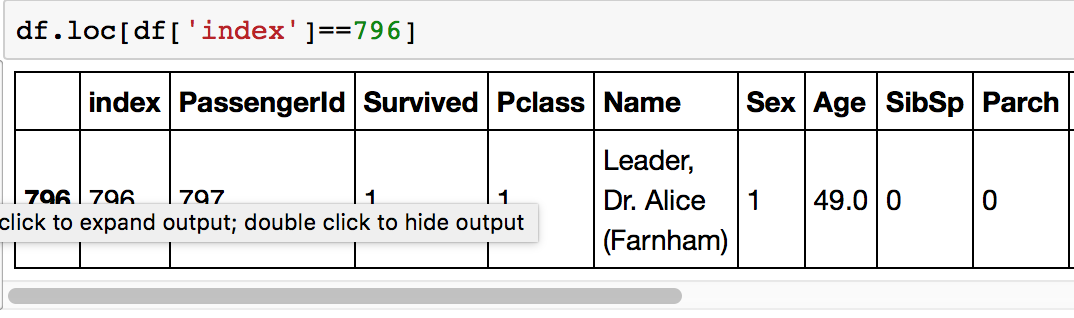 df.loc[df['index']==796]
index PassengerId Survived Pclass Name Sex Age SibSp Parch
Leader,
796 796 797 1 1 Dr. Alice 1 49.0 0 0
(Farnham)
click to expand output; double click to hide output